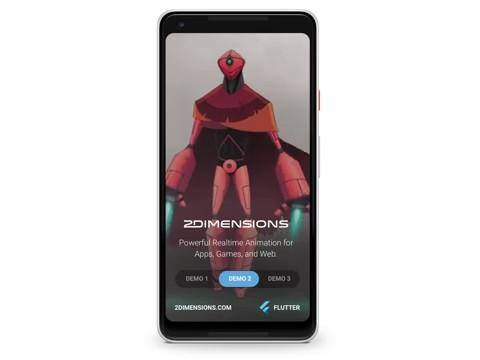 2DIMENSIONS
Powerful Realtime Animation for
Apps, Games, and Web.
DEMO 1 DEMO 2 DEMO 3
2DIMENSIONS.COM FLUTTER